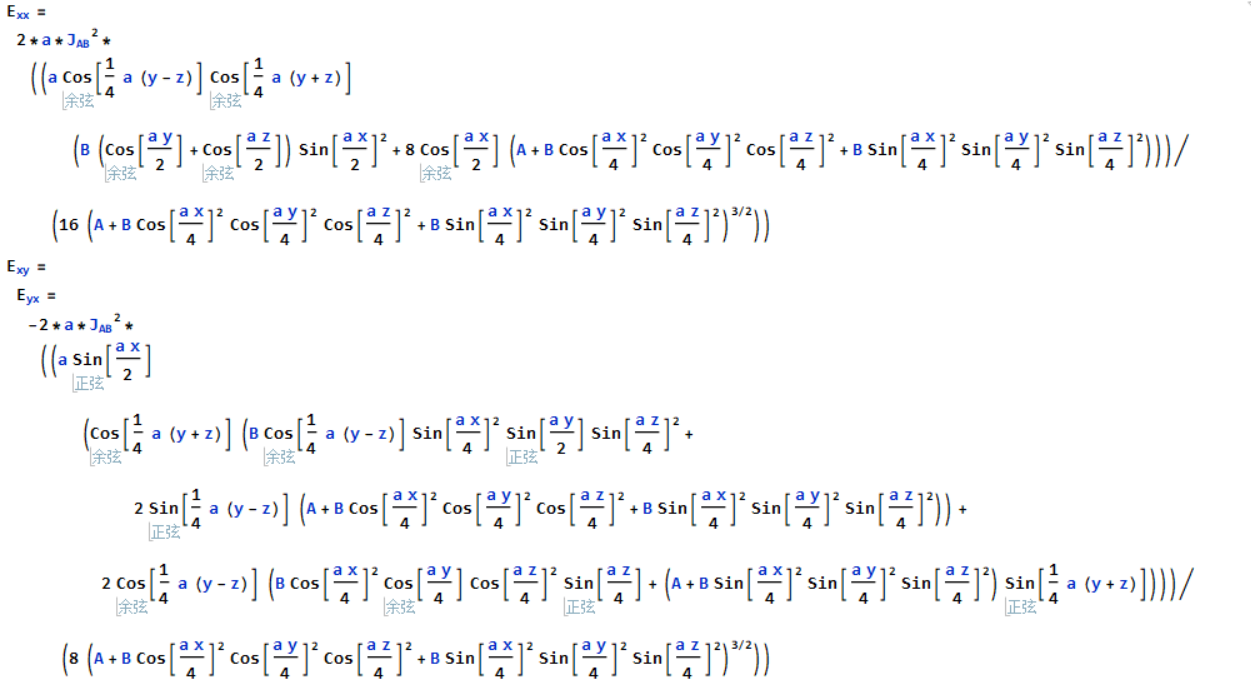 E_xx =
2 * a * J_AB^2 *
((a Cos[1/4 a (y - z)] Cos[1/4 a (y + z)]
余弦 余弦
(B (Cos[a y/2] + Cos[a z/2]) Sin[a x/2]^2 + 8 Cos[a x/2] (A + B Cos[a x/4]^2 Cos[a y/4]^2 Cos[a z/4]^2 + B Sin[a x/4]^2 Sin[a y/4]^2 Sin[a z/4]^2)))/
余弦 余弦 余弦
(16 (A + B Cos[a x/4]^2 Cos[a y/4]^2 Cos[a z/4]^2 + B Sin[a x/4]^2 Sin[a y/4]^2 Sin[a z/4]^2)^3/2))
E_xy =
E_yx =
-2 * a * J_AB^2 *
((a Sin[a x/2]
正弦
(Cos[1/4 a (y + z)] (B Cos[1/4 a (y - z)] Sin[a x/4]^2 Sin[a y/2] Sin[a z/4]^2 +
余弦 余弦 正弦
2 Sin[1/4 a (y - z)] (A + B Cos[a x/4]^2 Cos[a y/4]^2 Cos[a z/4]^2 + B Sin[a x/4]^2 Sin[a y/4]^2 Sin[a z/4]^2)) +
正弦
2 Cos[1/4 a (y - z)] (B Cos[a x/4]^2 Cos[a y/4] Cos[a z/4]^2 Sin[a z/4] + (A + B Sin[a x/4]^2 Sin[a y/4]^2 Sin[a z/4]^2) Sin[1/4 a (y + z)])))/
余弦 余弦 正弦 正弦
(8 (A + B Cos[a x/4]^2 Cos[a y/4]^2 Cos[a z/4]^2 + B Sin[a x/4]^2 Sin[a y/4]^2 Sin[a z/4]^2)^3/2))